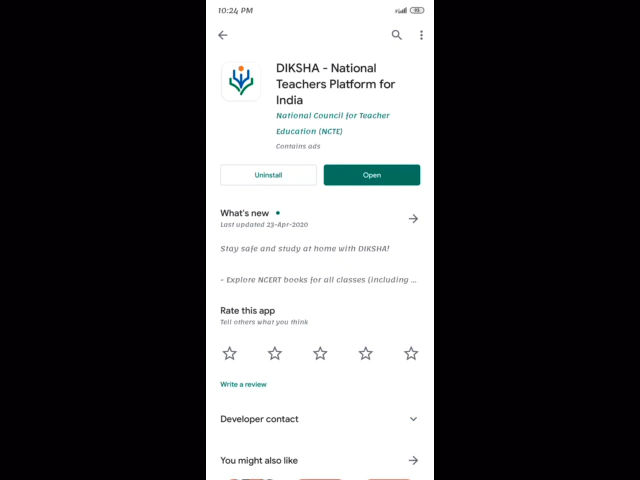 10:24 PM
93
DIKSHA - National
Teachers Platform for
India
National Council for Teacher
Education (NCTE)
Contains ads
Uninstall
Open
What's new
Last updated 23-Apr-2020
Stay safe and study at home with DIKSHA!
- Explore NCERT books for all classes (including ...
Rate this app
Tell others what you think
Write a review
Developer contact
You might also like